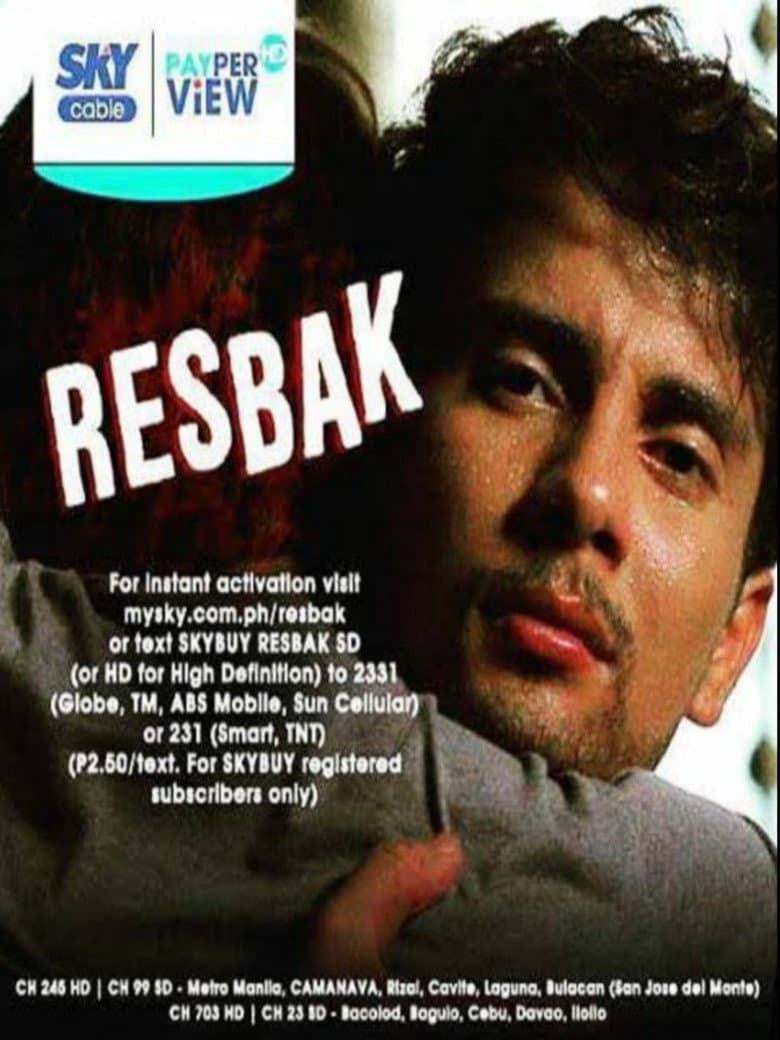 SKY
cable
PAY PER
VIEW
HD
RESBAK
For instant activation visit
mysky.com.ph/resbak
or text SKYBUY RESBAK SD
(or HD for High Definition) to 2331
(Globe, TM, ABS Mobile, Sun Cellular)
or 231 (Smart, TNT)
(P2.50/text. For SKYBUY registered
subscribers only)
CH 245 HD | CH 99 SD - Metro Manila, CAMANAVA, Rizal, Cavite, Laguna, Bulacan (San Jose del Monte)
CH 703 HD | CH 23 SD - Bacolod, Baguio, Cebu, Davao, Iloilo